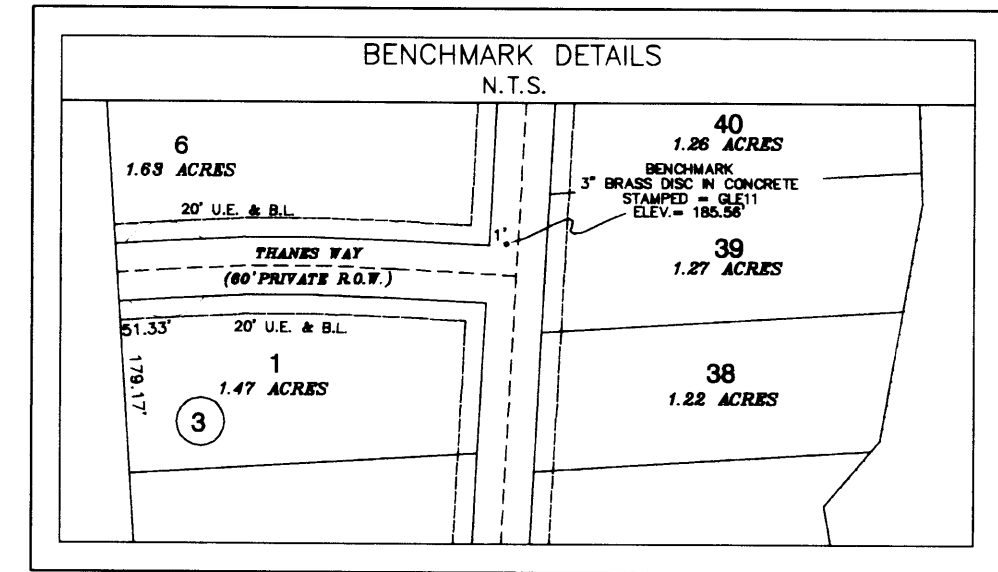 BENCHMARK DETAILS
N.T.S.
6
1.63 ACRES
20' U.E. & B.L.
THANES WAY
(60' PRIVATE R.O.W.)
51.33'
20' U.E. & B.L.
179.17'
1
1.47 ACRES
3
1'
40
1.26 ACRES
BENCHMARK
3" BRASS DISC IN CONCRETE
STAMPED = GLE11
ELEV.= 185.56'
39
1.27 ACRES
38
1.22 ACRES